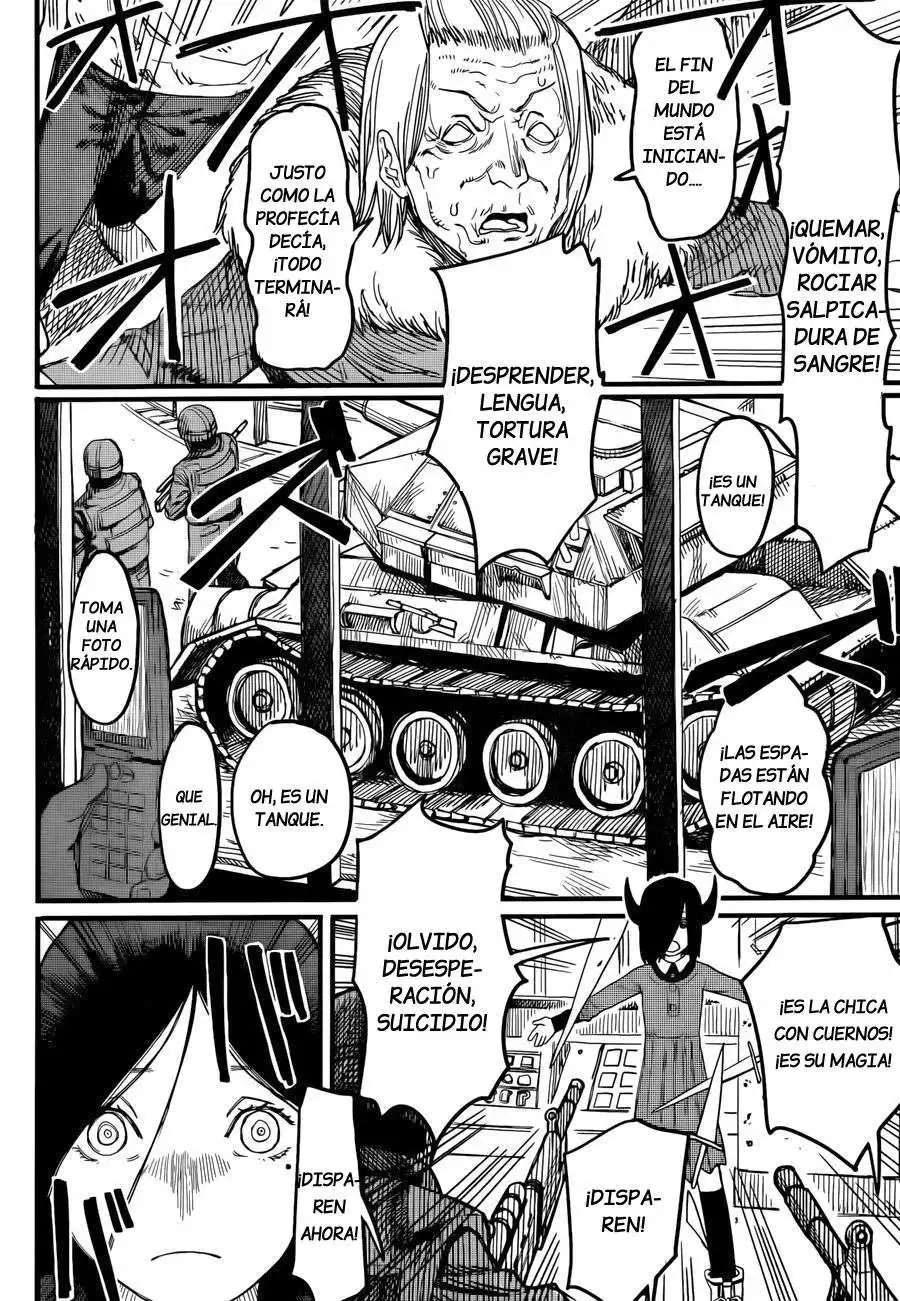 EL FIN
DEL
MUNDO
ESTÁ
INICIAN-
DO....
JUSTO
COMO LA
PROFECÍA
DECÍA,
¡TODO
TERMINA-
RÁ!
¡QUEMAR,
VÓMITO,
ROCIAR
SALPICA-
DURA DE
SANGRE!
¡DESPRENDER,
LENGUA,
TORTURA
GRAVE!
¡ES UN
TANQUE!
TOMA
UNA
FOTO
RÁPIDO.
¡LAS ESPA-
DAS ESTÁN
FLOTANDO
EN EL AIRE!
OH, ES UN
TANQUE.
QUE
GENIAL.
¡ES LA CHICA
CON CUERNOS!
¡ES SU MAGIA!
¡OLVIDO,
DESESPE-
RACIÓN,
SUICIDIO!
¡DISPA-
REN!
¡DISPA-
REN
AHORA!